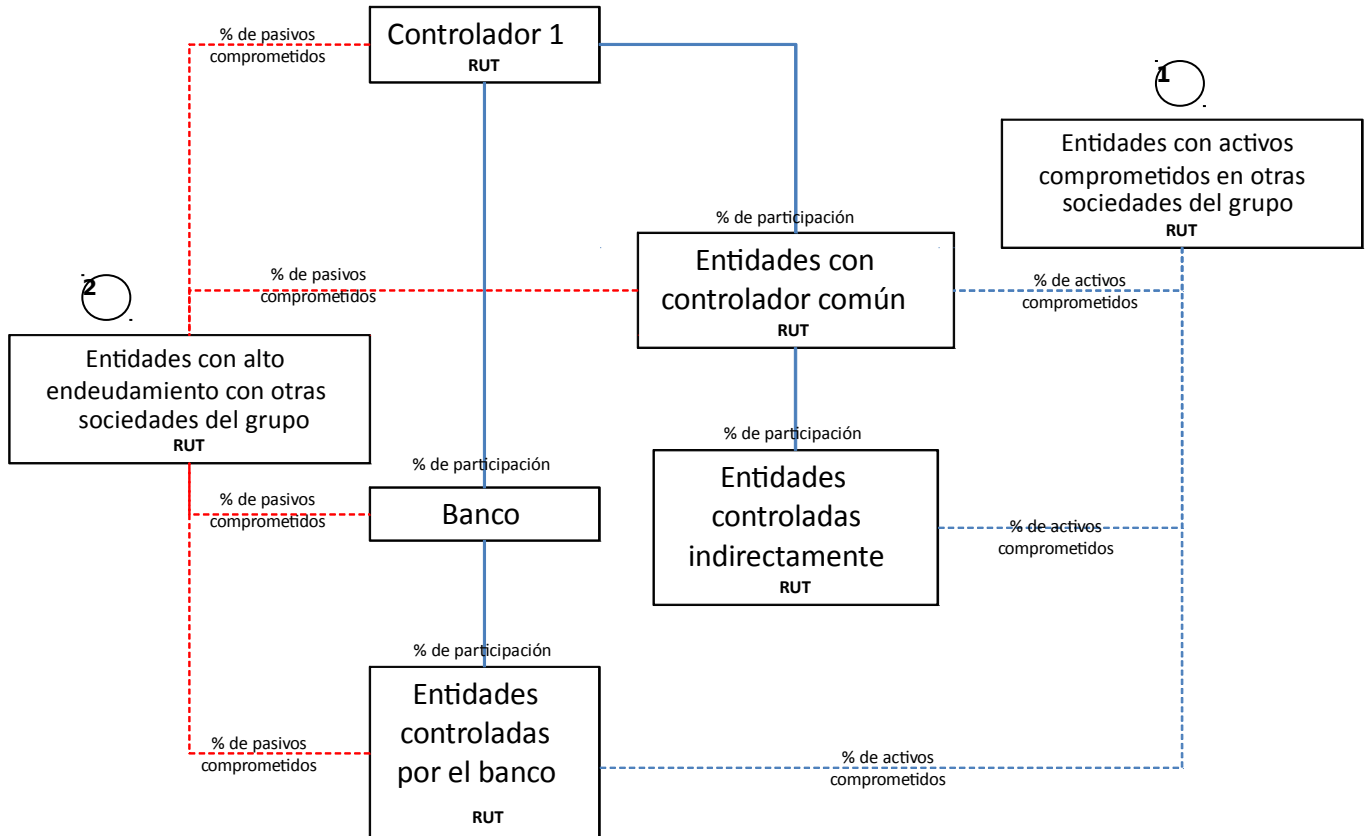 % de pasivos
comprometidos
Controlador 1
RUT
1
Entidades con activos
comprometidos en otras
sociedades del grupo
RUT
% de participación
Entidades con
controlador común
RUT
% de pasivos
comprometidos
% de activos
comprometidos
2
Entidades con alto
endeudamiento con otras
sociedades del grupo
RUT
% de participación
Entidades
controladas
indirectamente
RUT
% de participación
Banco
% de pasivos
comprometidos
% de activos
comprometidos
% de participación
Entidades
controladas
por el banco
RUT
% de pasivos
comprometidos
% de activos
comprometidos